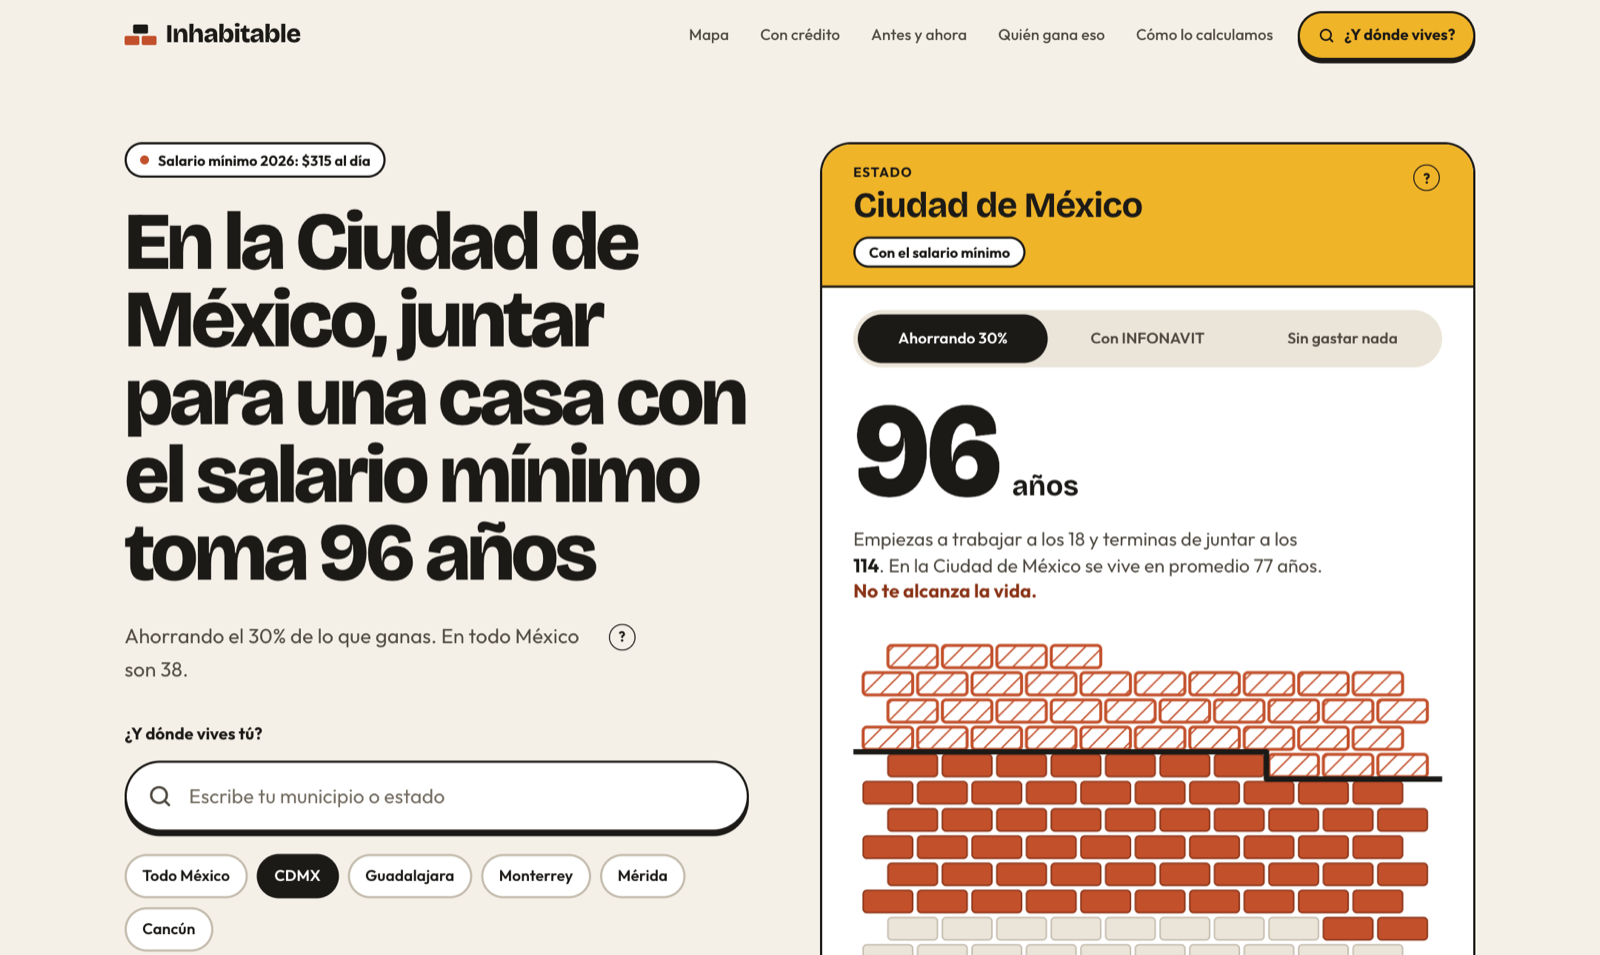 Inhabitable
Mapa
Con crédito
Antes y ahora
Quién gana eso
Cómo lo calculamos
¿Y dónde vives?
Salario mínimo 2026: $315 al día
En la Ciudad de
México, juntar
para una casa con
el salario mínimo
toma 96 años
Ahorrando el 30% de lo que ganas. En todo México
son 38.
?
¿Y dónde vives tú?
Escribe tu municipio o estado
Todo México
CDMX
Guadalajara
Monterrey
Mérida
Cancún
ESTADO
Ciudad de México
?
Con el salario mínimo
Ahorrando 30%
Con INFONAVIT
Sin gastar nada
96 años
Empiezas a trabajar a los 18 y terminas de juntar a los
114. En la Ciudad de México se vive en promedio 77 años.
No te alcanza la vida.